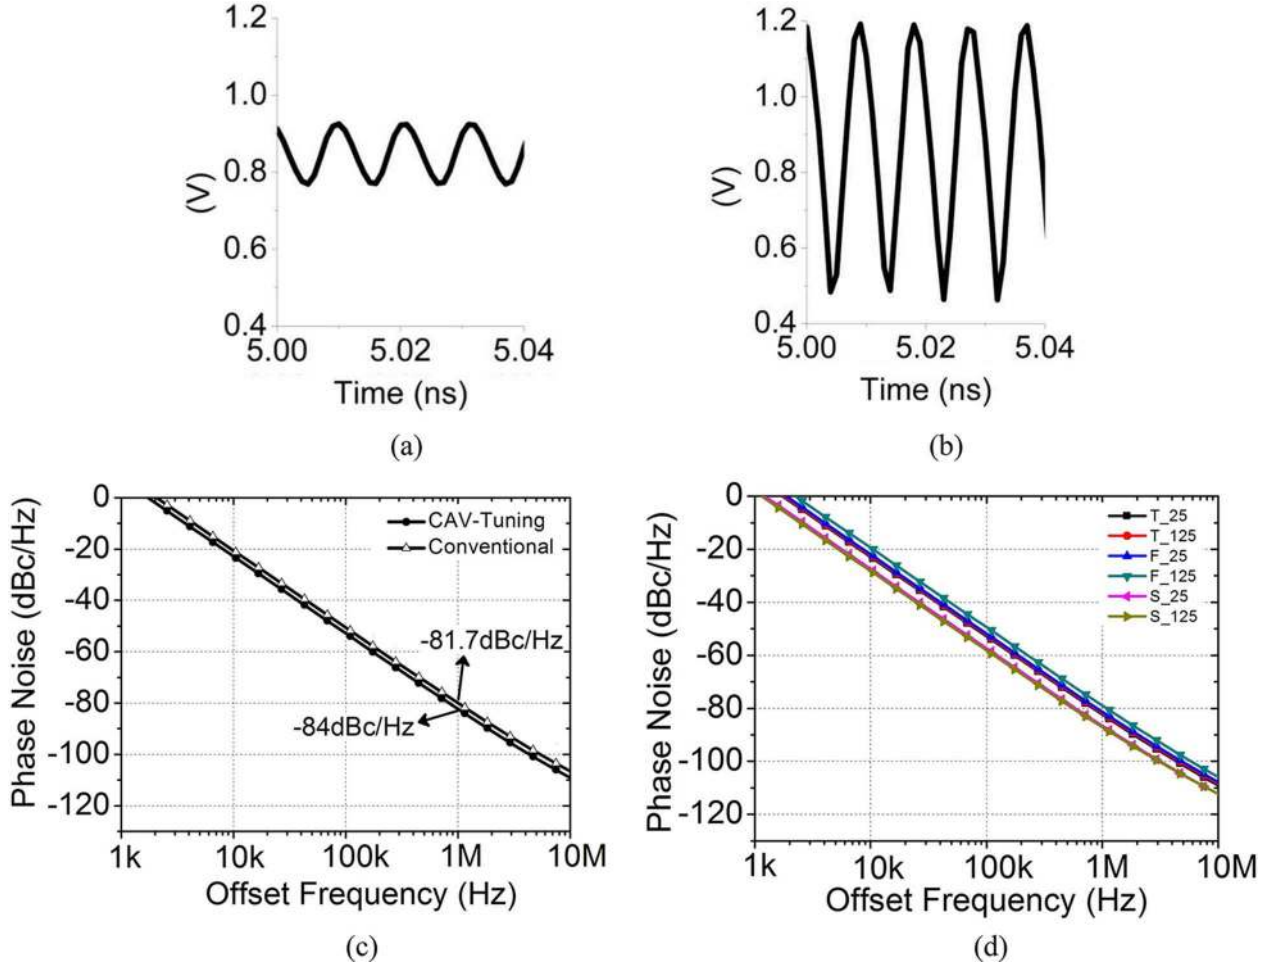 1.2
1.0
0.8
0.6
0.4
(V)
5.00 5.02 5.04
Time (ns)
(a)
1.2
1.0
0.8
0.6
0.4
(V)
5.00 5.02 5.04
Time (ns)
(b)
0
-20
-40
-60
-80
-100
-120
Phase Noise (dBc/Hz)
CAV-Tuning
Conventional
-81.7dBc/Hz
-84dBc/Hz
1k 10k 100k 1M 10M
Offset Frequency (Hz)
(c)
0
-20
-40
-60
-80
-100
-120
Phase Noise (dBc/Hz)
T_25
T_125
F_25
F_125
S_25
S_125
1k 10k 100k 1M 10M
Offset Frequency (Hz)
(d)